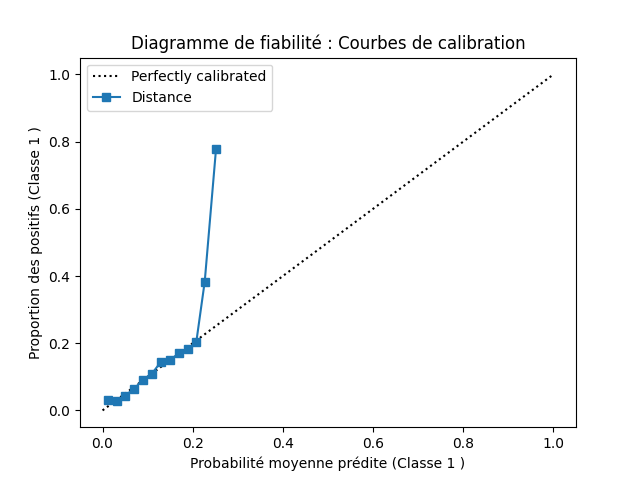 Diagramme de fiabilité : Courbes de calibration
Perfectly calibrated
Distance
Proportion des positifs (Classe 1 )
1.0
0.8
0.6
0.4
0.2
0.0
0.0 0.2 0.4 0.6 0.8 1.0
Probabilité moyenne prédite (Classe 1 )